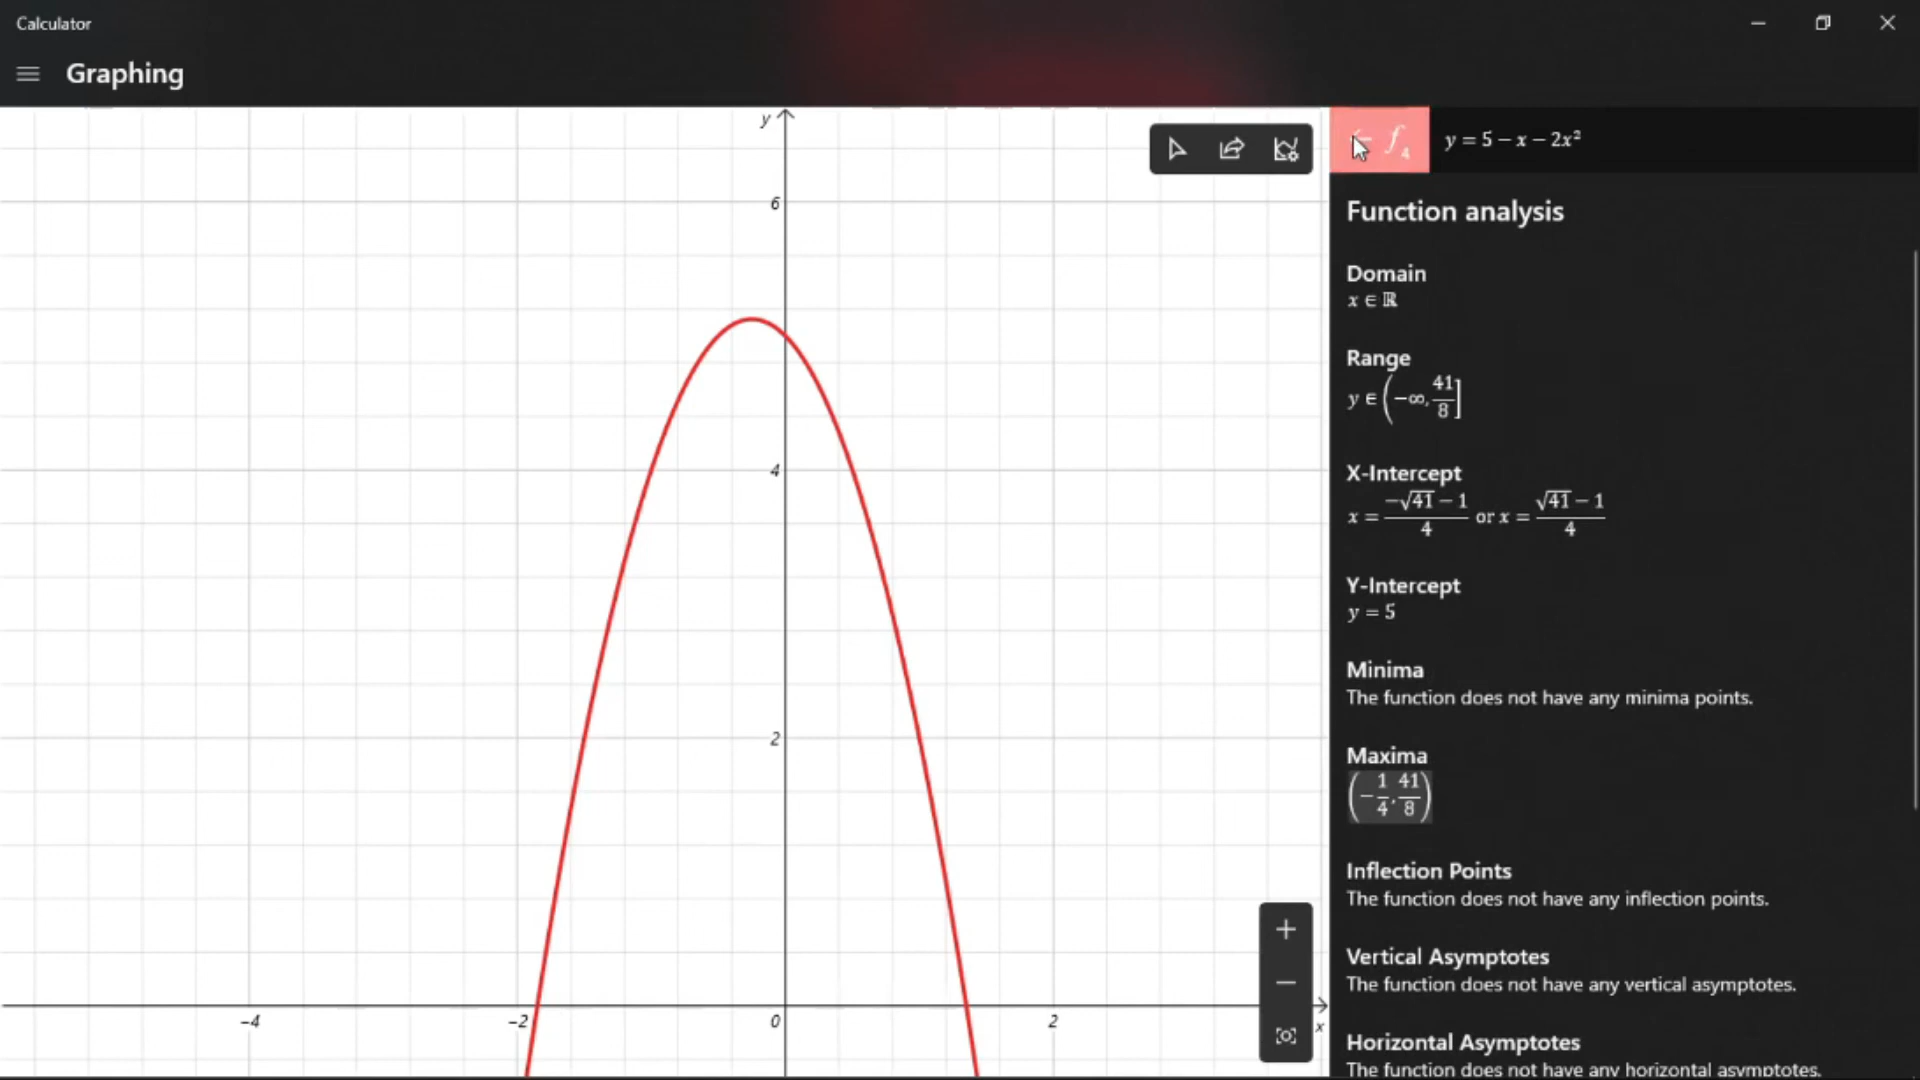 Calculator
Graphing
y
6
4
2
−4
−2
0
2
x
f₄
y = 5 − x − 2x²
Function analysis
Domain
x ∈ ℝ
Range
y ∈ (−∞, 41/8]
X-Intercept
x = (−√41 − 1)/4 or x = (√41 − 1)/4
Y-Intercept
y = 5
Minima
The function does not have any minima points.
Maxima
(−1/4, 41/8)
Inflection Points
The function does not have any inflection points.
Vertical Asymptotes
The function does not have any vertical asymptotes.
Horizontal Asymptotes
The function does not have any horizontal asymptotes.